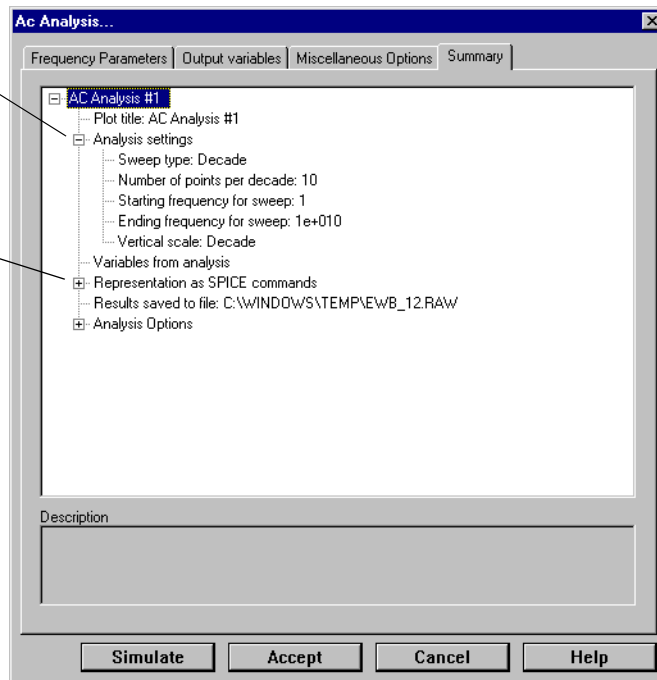 Ac Analysis...
Frequency Parameters Output variables Miscellaneous Options Summary
AC Analysis #1
Plot title: AC Analysis #1
Analysis settings
Sweep type: Decade
Number of points per decade: 10
Starting frequency for sweep: 1
Ending frequency for sweep: 1e+010
Vertical scale: Decade
Variables from analysis
Representation as SPICE commands
Results saved to file: C:\WINDOWS\TEMP\EWB_12.RAW
Analysis Options
Description
Simulate Accept Cancel Help